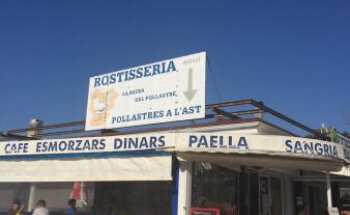 ROSTISSERIA
LA REINA
DEL POLLASTRE,
POLLASTRES A L'AST
CAFE ESMORZARS DINARS PAELLA SANGRIA